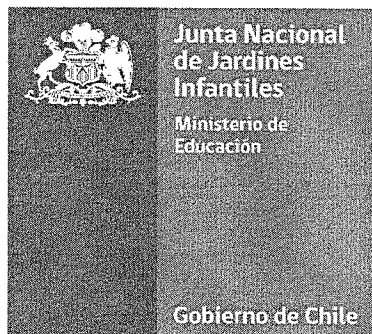 Junta Nacional
de Jardines
Infantiles
Ministerio de
Educación
Gobierno de Chile